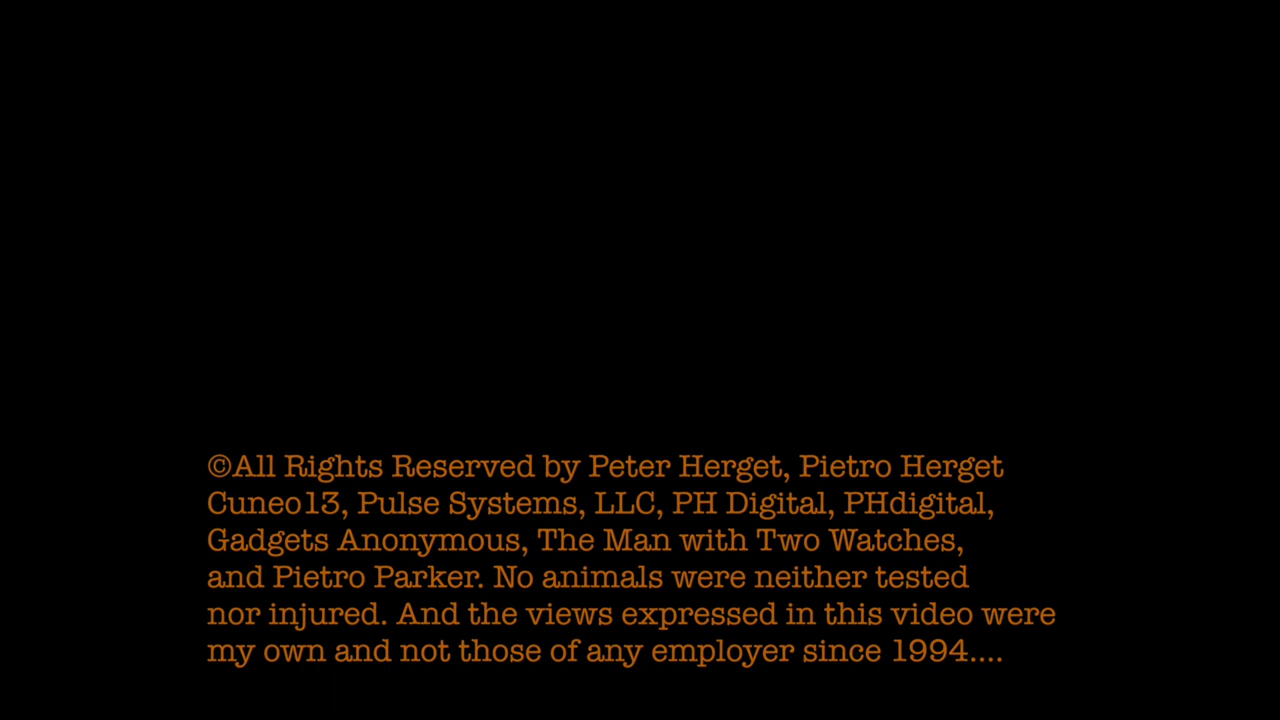 ©All Rights Reserved by Peter Herget, Pietro Herget
Cuneo13, Pulse Systems, LLC, PH Digital, PHdigital,
Gadgets Anonymous, The Man with Two Watches,
and Pietro Parker. No animals were neither tested
nor injured. And the views expressed in this video were
my own and not those of any employer since 1994....